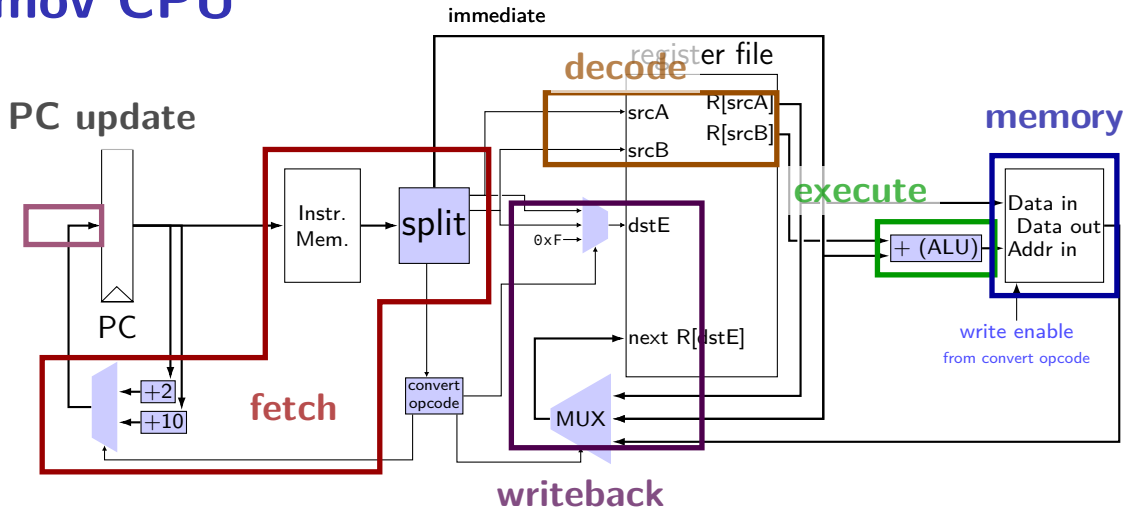 mov CPU
immediate
register file
decode
PC update
R[srcA]
memory
srcA
R[srcB]
srcB
execute
Instr.
Mem.
split
Data in
Data out
Addr in
dstE
0xF
+ (ALU)
PC
next R[dstE]
write enable
from convert opcode
+2
+10
convert
opcode
fetch
MUX
writeback